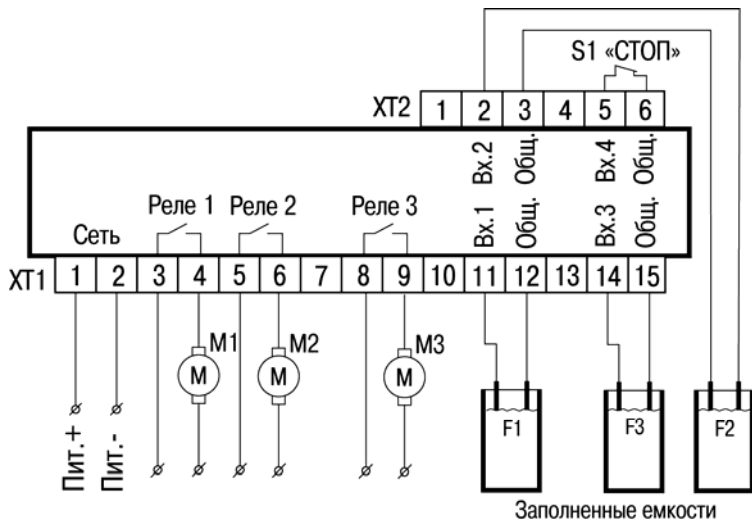 S1 «СТОП»
XT2 1 2 3 4 5 6
Вх.2 Общ. Вх.4 Общ.
Реле 1 Реле 2 Реле 3
Вх.1 Общ. Вх.3 Общ.
Сеть
XT1 1 2 3 4 5 6 7 8 9 10 11 12 13 14 15
M1 M2 M3
M M M
F1 F3 F2
Пит.+ Пит.-
Заполненные емкости